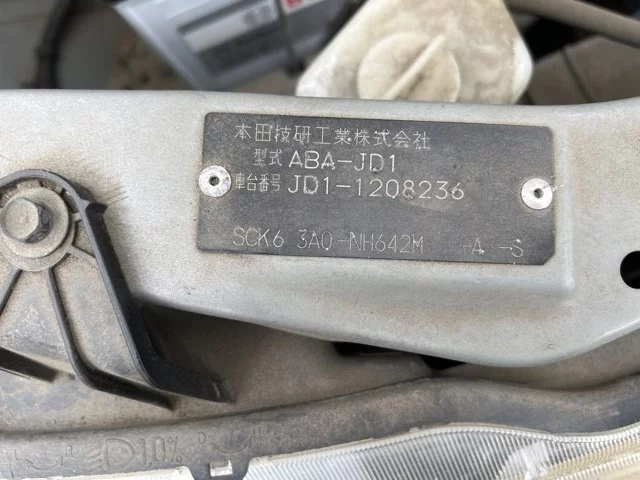 本田技研工業株式会社
型式 ABA-JD1
車台番号 JD1-1208236
SCK6 3A0-NH642M -A -S
10%